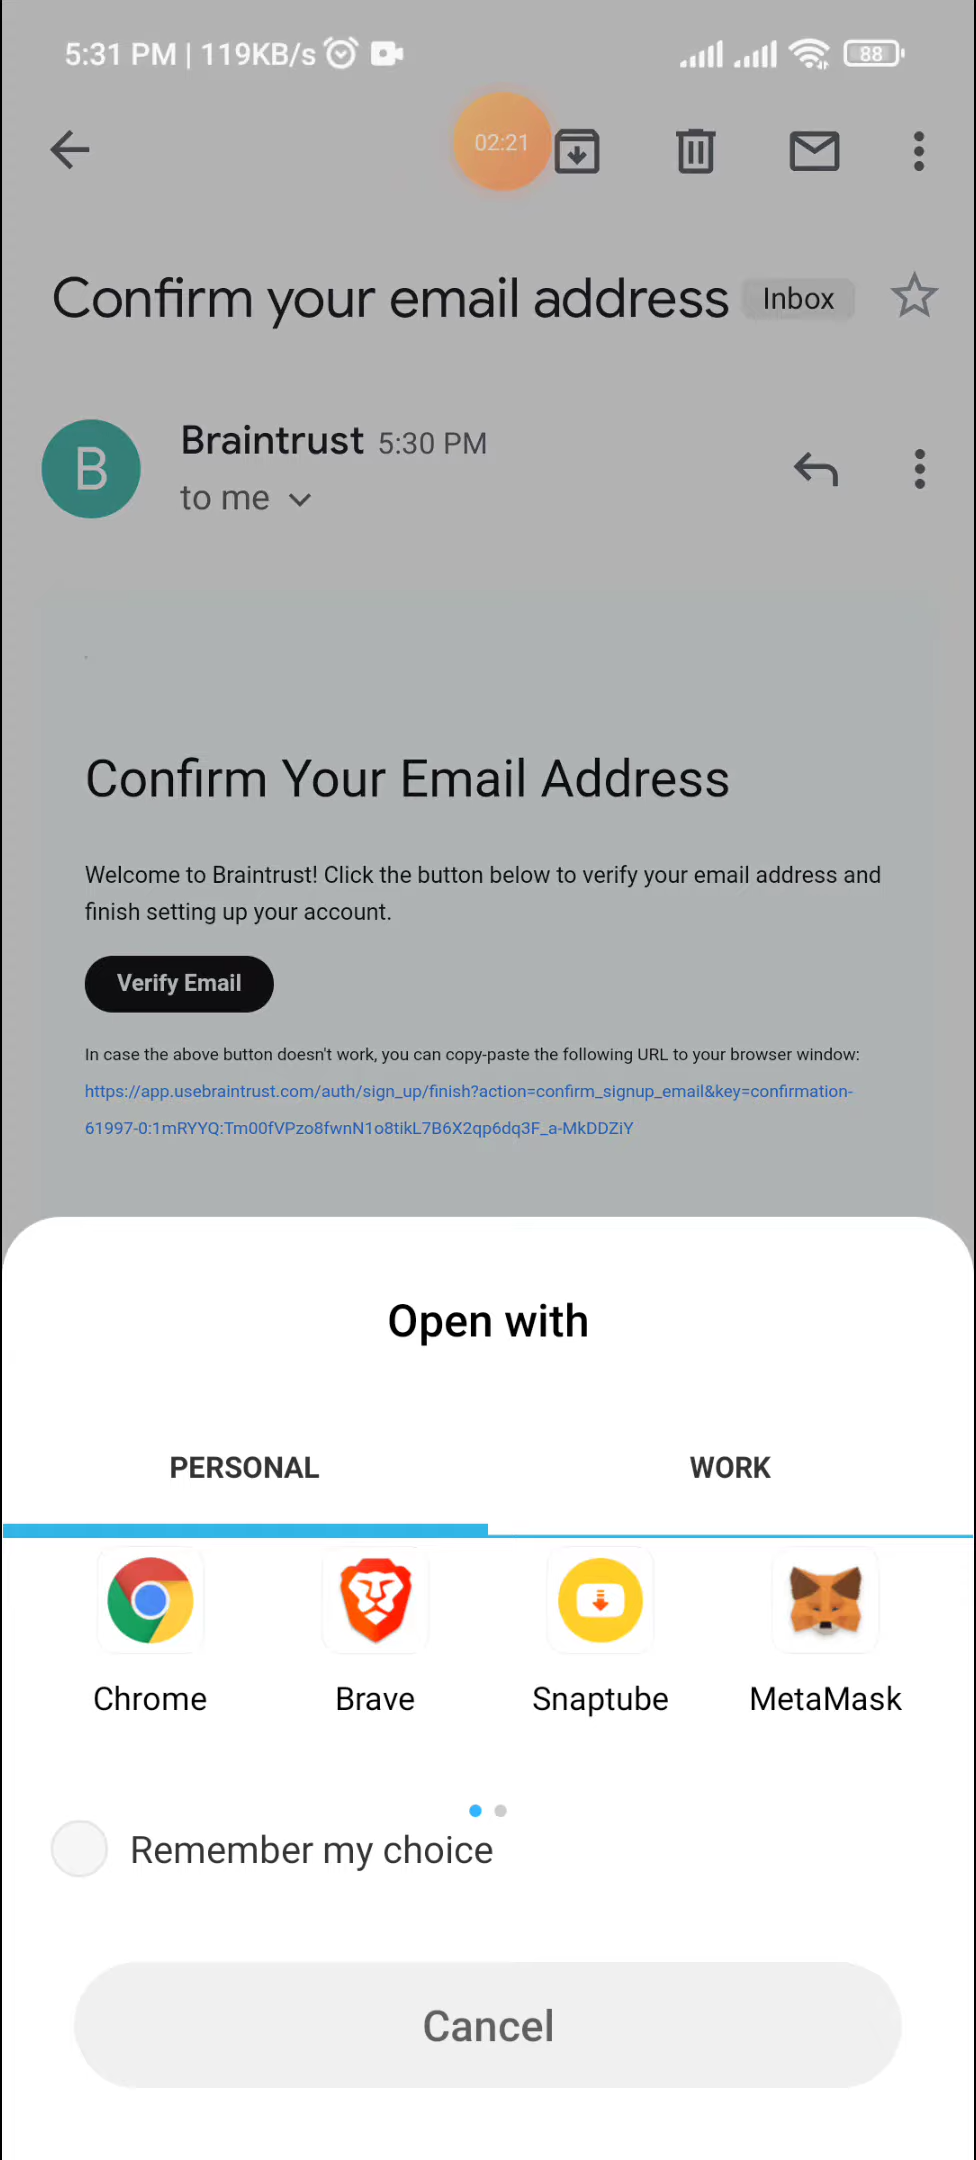 5:31 PM | 119KB/s 88
02:21
Confirm your email address Inbox
B
Braintrust 5:30 PM
to me
Confirm Your Email Address
Welcome to Braintrust! Click the button below to verify your email address and
finish setting up your account.
Verify Email
In case the above button doesn't work, you can copy-paste the following URL to your browser window:
https://app.usebraintrust.com/auth/sign_up/finish?action=confirm_signup_email&key=confirmation-
61997-0:1mRYYQ:Tm00fVPzo8fwnN1o8tikL7B6X2qp6dq3F_a-MkDDZiY
Open with
PERSONAL WORK
Chrome Brave Snaptube MetaMask
Remember my choice
Cancel